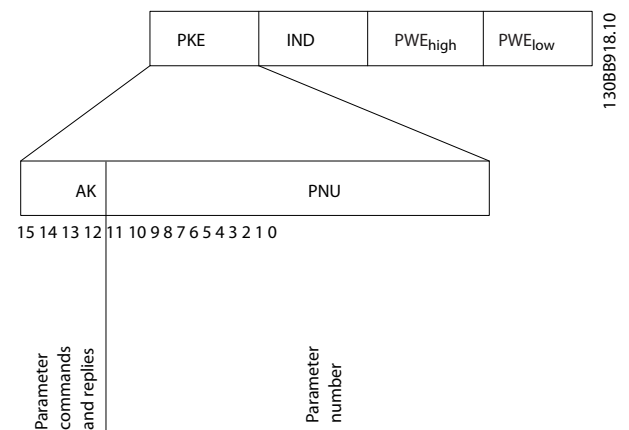 PKE IND PWEhigh PWElow
130BB918.10
AK PNU
15 14 13 12 11 10 9 8 7 6 5 4 3 2 1 0
Parameter
commands
and replies
Parameter
number